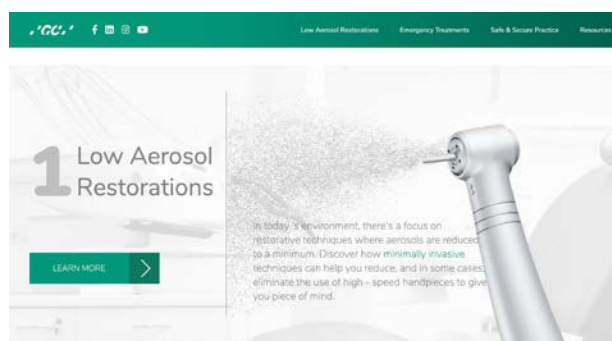 GC
Low Aerosol Restorations
Emergency Treatments
Safe & Secure Practice
Resources
1
Low Aerosol
Restorations
In today's environment, there's a focus on
restorative techniques where aerosols are reduced
to a minimum. Discover how minimally invasive
techniques can help you reduce, and in some cases,
eliminate the use of high - speed handpieces to give
you piece of mind.
LEARN MORE